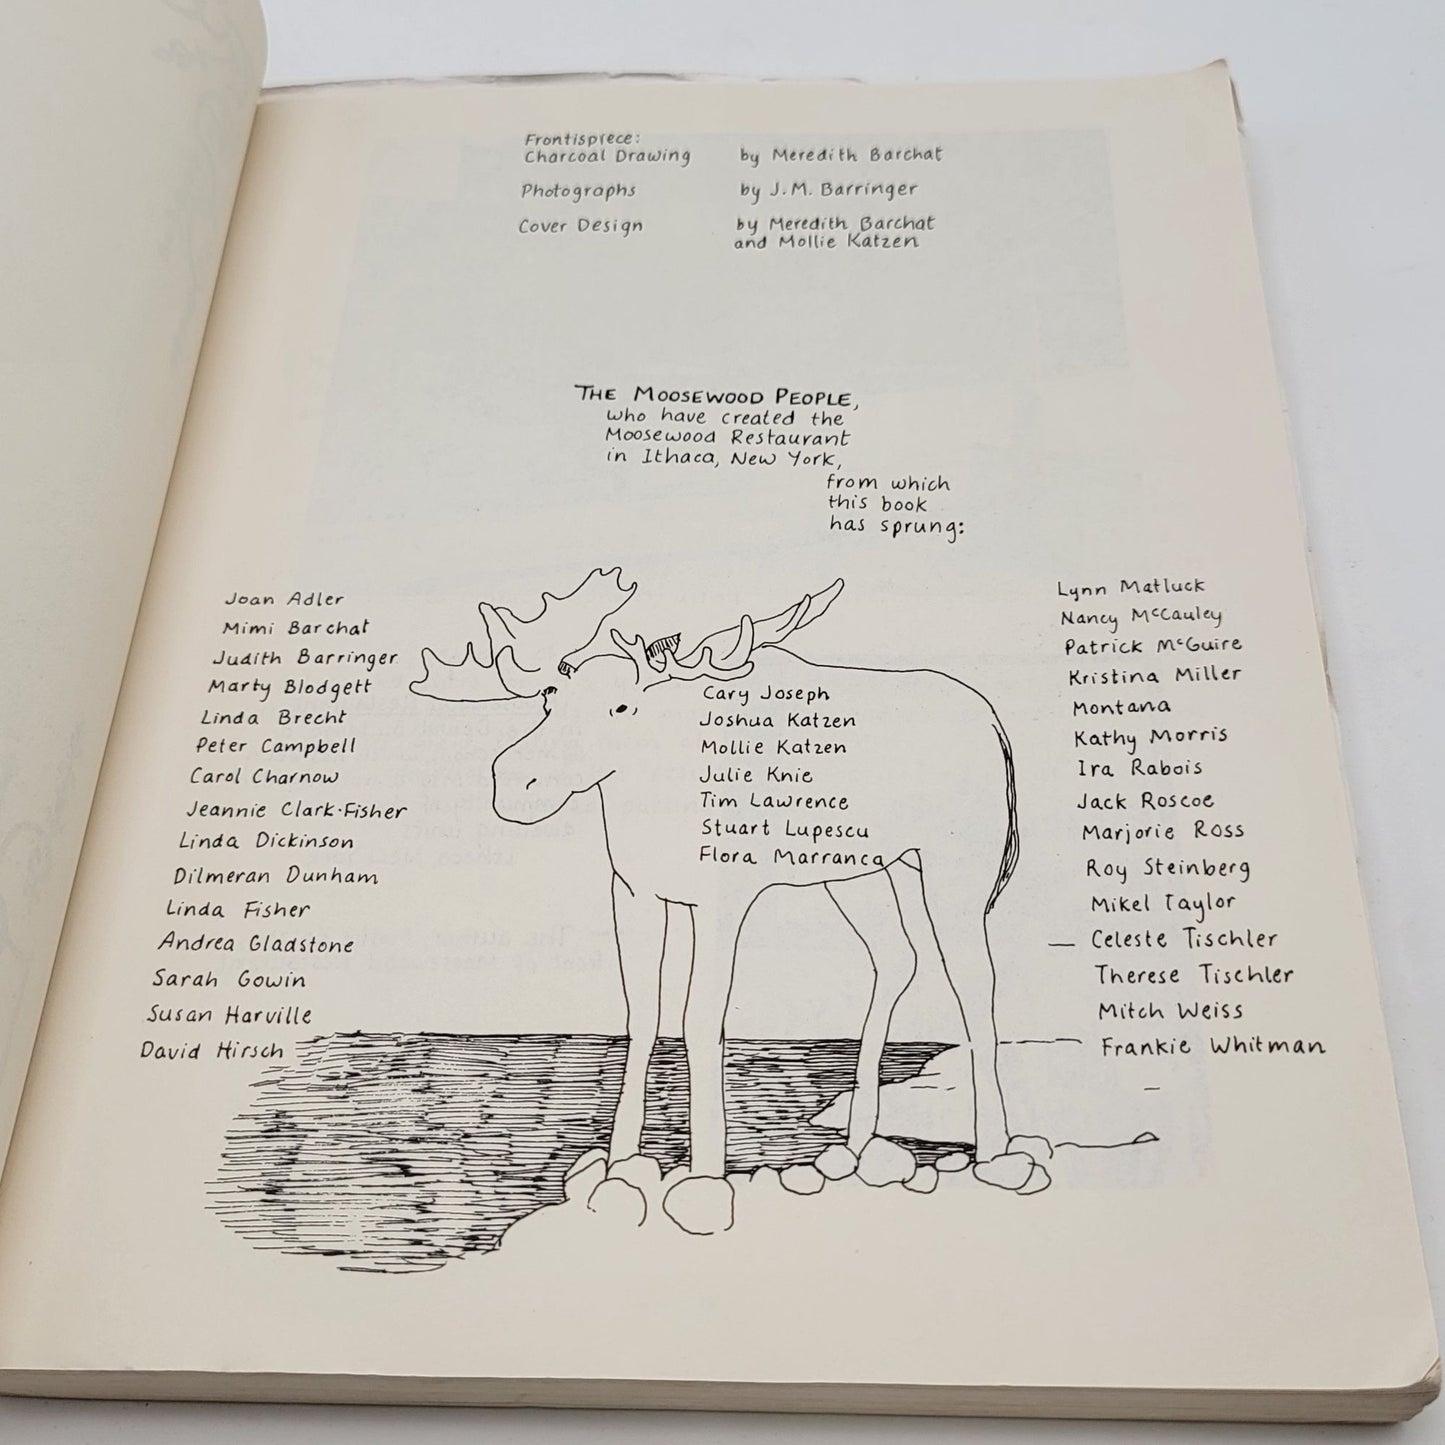 Frontispiece:
Charcoal Drawing by Meredith Barchat
Photographs by J.M. Barringer
Cover Design by Meredith Barchat
and Mollie Katzen
THE MOOSEWOOD PEOPLE,
who have created the
Moosewood Restaurant
in Ithaca, New York,
from which
this book
has sprung:
Joan Adler
Mimi Barchat
Judith Barringer
Marty Blodgett
Linda Brecht
Peter Campbell
Carol Charnow
Jeannie Clark-Fisher
Linda Dickinson
Dilmeran Dunham
Linda Fisher
Andrea Gladstone
Sarah Gowin
Susan Harville
David Hirsch
Cary Joseph
Joshua Katzen
Mollie Katzen
Julie Knie
Tim Lawrence
Stuart Lupescu
Flora Marranca
Lynn Matluck
Nancy McCauley
Patrick McGuire
Kristina Miller
Montana
Kathy Morris
Ira Rabois
Jack Roscoe
Marjorie Ross
Roy Steinberg
Mikel Taylor
Celeste Tischler
Therese Tischler
Mitch Weiss
Frankie Whitman